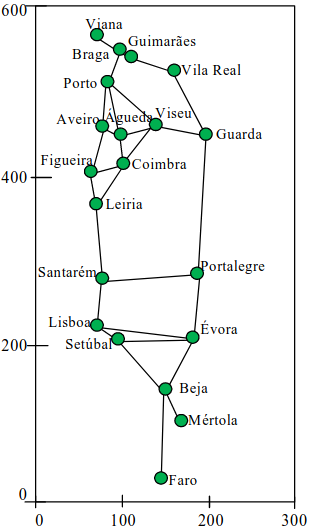 600
Viana
Guimarães
Braga
Vila Real
Porto
Aveiro
Águeda
Viseu
Guarda
Figueira
Coimbra
400
Leiria
Portalegre
Santarém
Lisboa
Évora
Setúbal
200
Beja
Mértola
Faro
0
0 100 200 300